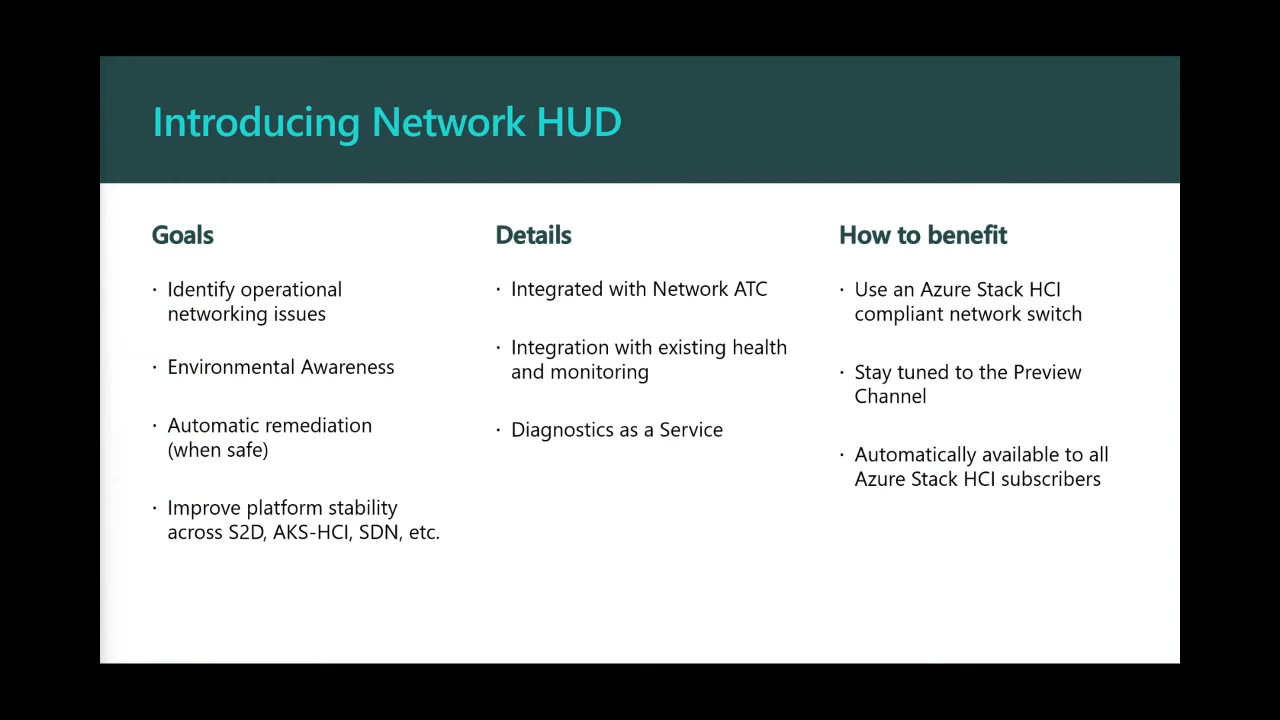 Introducing Network HUD
Goals
· Identify operational
networking issues
· Environmental Awareness
· Automatic remediation
(when safe)
· Improve platform stability
across S2D, AKS-HCI, SDN, etc.
Details
· Integrated with Network ATC
· Integration with existing health
and monitoring
· Diagnostics as a Service
How to benefit
· Use an Azure Stack HCI
compliant network switch
· Stay tuned to the Preview
Channel
· Automatically available to all
Azure Stack HCI subscribers